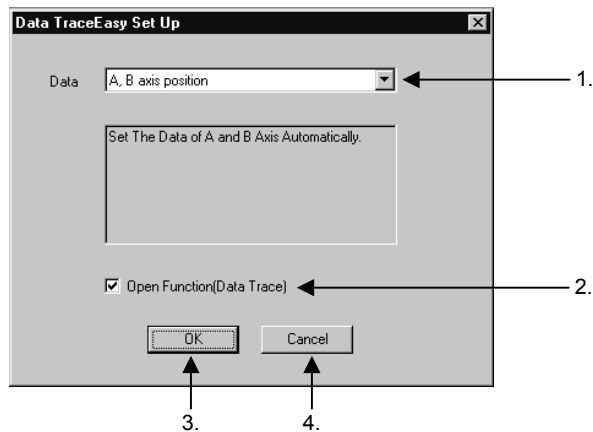 Data TraceEasy Set Up
Data
A, B axis position
1.
Set The Data of A and B Axis Automatically.
Open Function(Data Trace)
2.
OK
Cancel
3.
4.